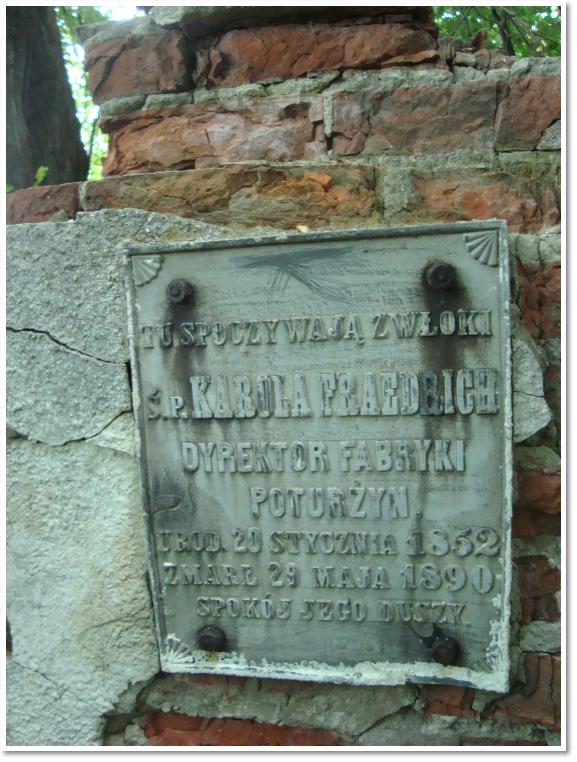 TU SPOCZYWAJĄ ZWŁOKI
Ś.P. KAROLA FRAEDRICH
DYREKTOR FABRYKI
POTURŻYN.
UROD. 20 STYCZNIA 1852
ZMARŁ 29 MAJA 1890
SPOKÓJ JEGO DUSZY.